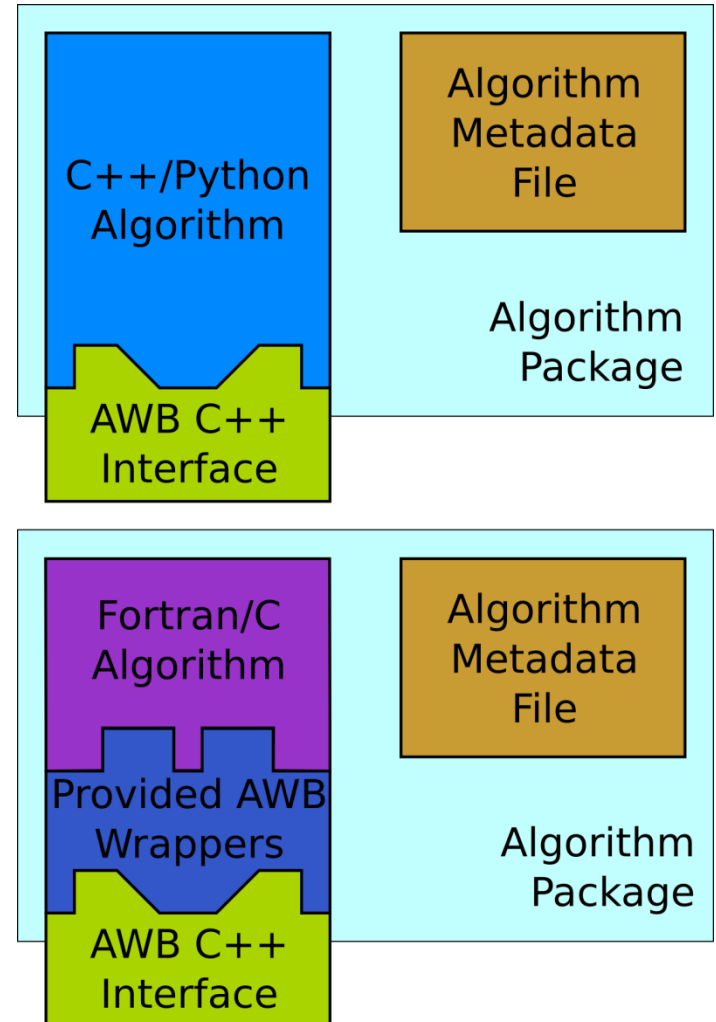 C++/Python
Algorithm
Algorithm
Metadata
File
Algorithm
Package
AWB C++
Interface
Fortran/C
Algorithm
Algorithm
Metadata
File
Provided AWB
Wrappers
Algorithm
Package
AWB C++
Interface